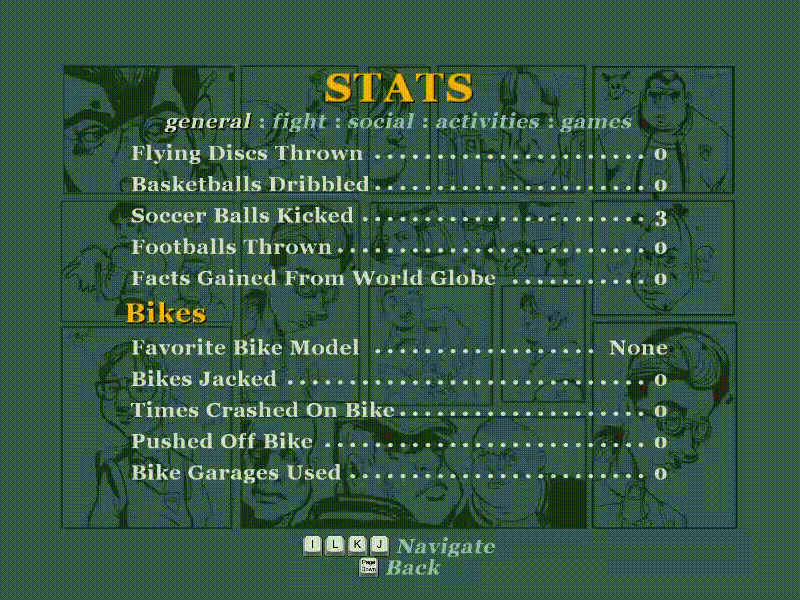 STATS
general : fight : social : activities : games
Flying Discs Thrown ........................ 0
Basketballs Dribbled ........................ 0
Soccer Balls Kicked ......................... 3
Footballs Thrown ........................... 0
Facts Gained From World Globe ............ 0
Bikes
Favorite Bike Model ................... None
Bikes Jacked ............................... 0
Times Crashed On Bike ...................... 0
Pushed Off Bike ............................ 0
Bike Garages Used .......................... 0
I L K J Navigate
Page Down Back